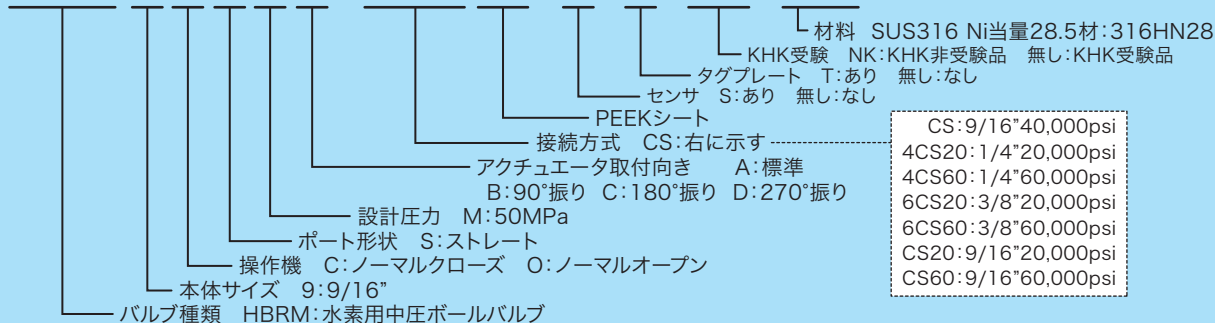 材料 SUS316 Ni当量28.5材:316HN28
KHK受験 NK:KHK非受験品 無し:KHK受験品
タグプレート T:あり 無し:なし
センサ S:あり 無し:なし
PEEKシート
接続方式 CS:右に示す
アクチュエータ取付向き A:標準
B:90°振り C:180°振り D:270°振り
設計圧力 M:50MPa
ポート形状 S:ストレート
操作機 C:ノーマルクローズ O:ノーマルオープン
本体サイズ 9:9/16”
バルブ種類 HBRM:水素用中圧ボールバルブ
CS:9/16”40,000psi
4CS20:1/4”20,000psi
4CS60:1/4”60,000psi
6CS20:3/8”20,000psi
6CS60:3/8”60,000psi
CS20:9/16”20,000psi
CS60:9/16”60,000psi